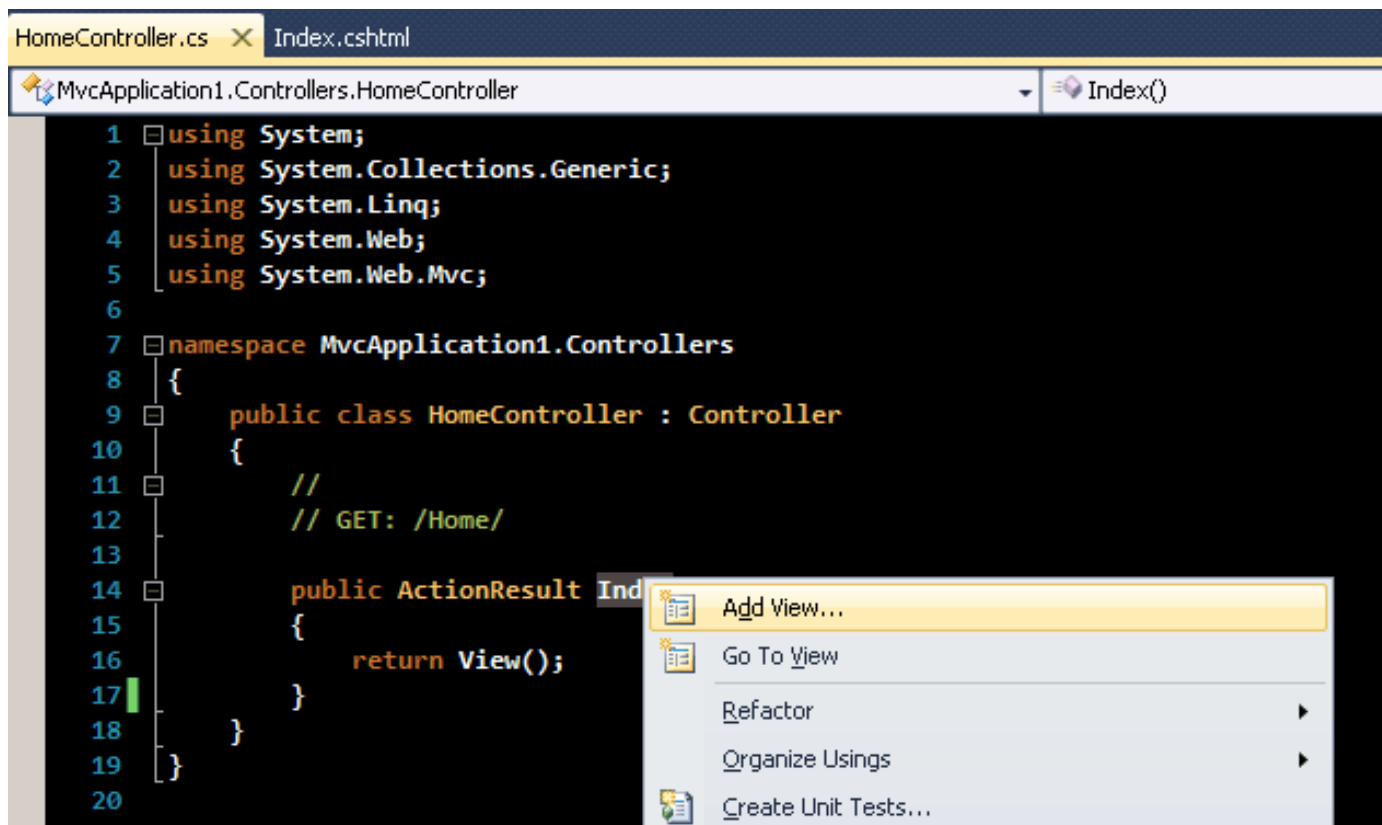 HomeController.cs Index.cshtml
MvcApplication1.Controllers.HomeController Index()
1 using System;
2 using System.Collections.Generic;
3 using System.Linq;
4 using System.Web;
5 using System.Web.Mvc;
6
7 namespace MvcApplication1.Controllers
8 {
9 public class HomeController : Controller
10 {
11 //
12 // GET: /Home/
13
14 public ActionResult Ind
15 {
16 return View();
17 }
18 }
19 }
20
Add View...
Go To View
Refactor
Organize Usings
Create Unit Tests...